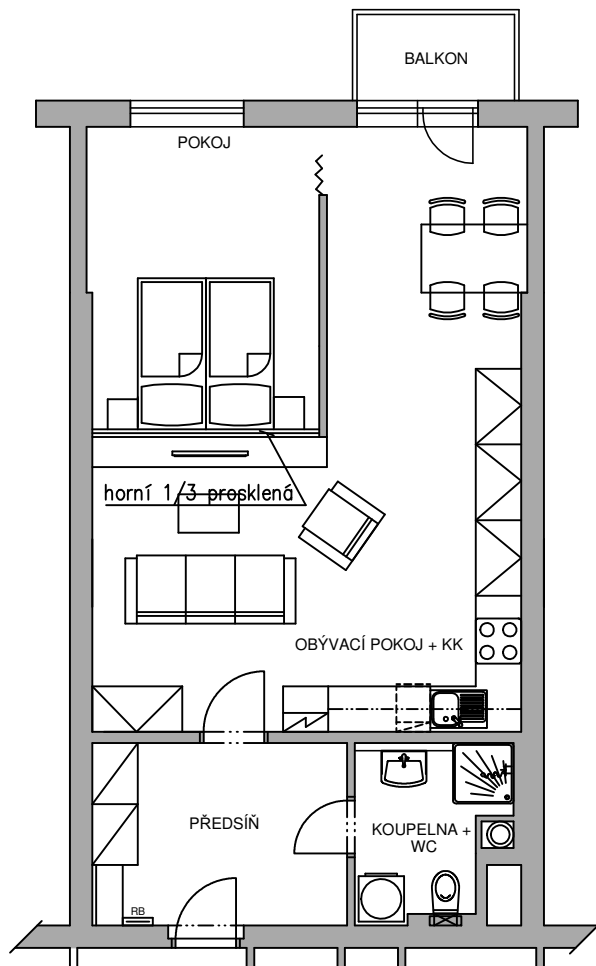 BALKON
POKOJ
horní 1/3 prosklená
OBÝVACÍ POKOJ + KK
PŘEDSÍŇ
KOUPELNA +
WC
RB